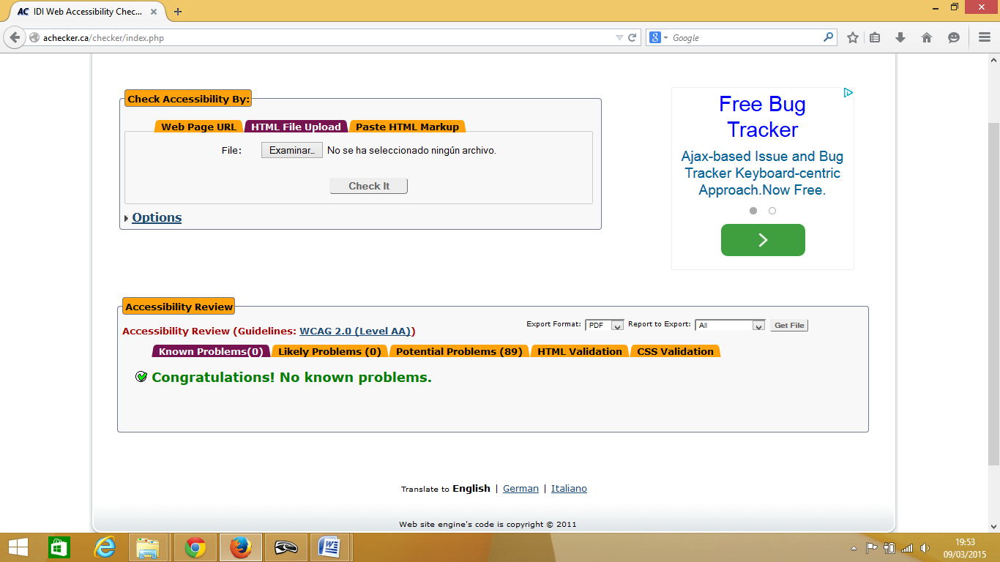 AC IDI Web Accessibility Chec...
achecker.ca/checker/index.php
Google
Check Accessibility By:
Web Page URL HTML File Upload Paste HTML Markup
File: Examinar... No se ha seleccionado ningún archivo.
Check It
Options
Free Bug
Tracker
Ajax-based Issue and Bug
Tracker Keyboard-centric
Approach.Now Free.
Accessibility Review
Export Format: PDF Report to Export: All Get File
Accessibility Review (Guidelines: WCAG 2.0 (Level AA))
Known Problems(0) Likely Problems (0) Potential Problems (89) HTML Validation CSS Validation
Congratulations! No known problems.
Translate to English | German | Italiano
Web site engine's code is copyright © 2011
19:53
09/03/2015